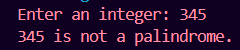 Enter an integer: 345
345 is not a palindrome.